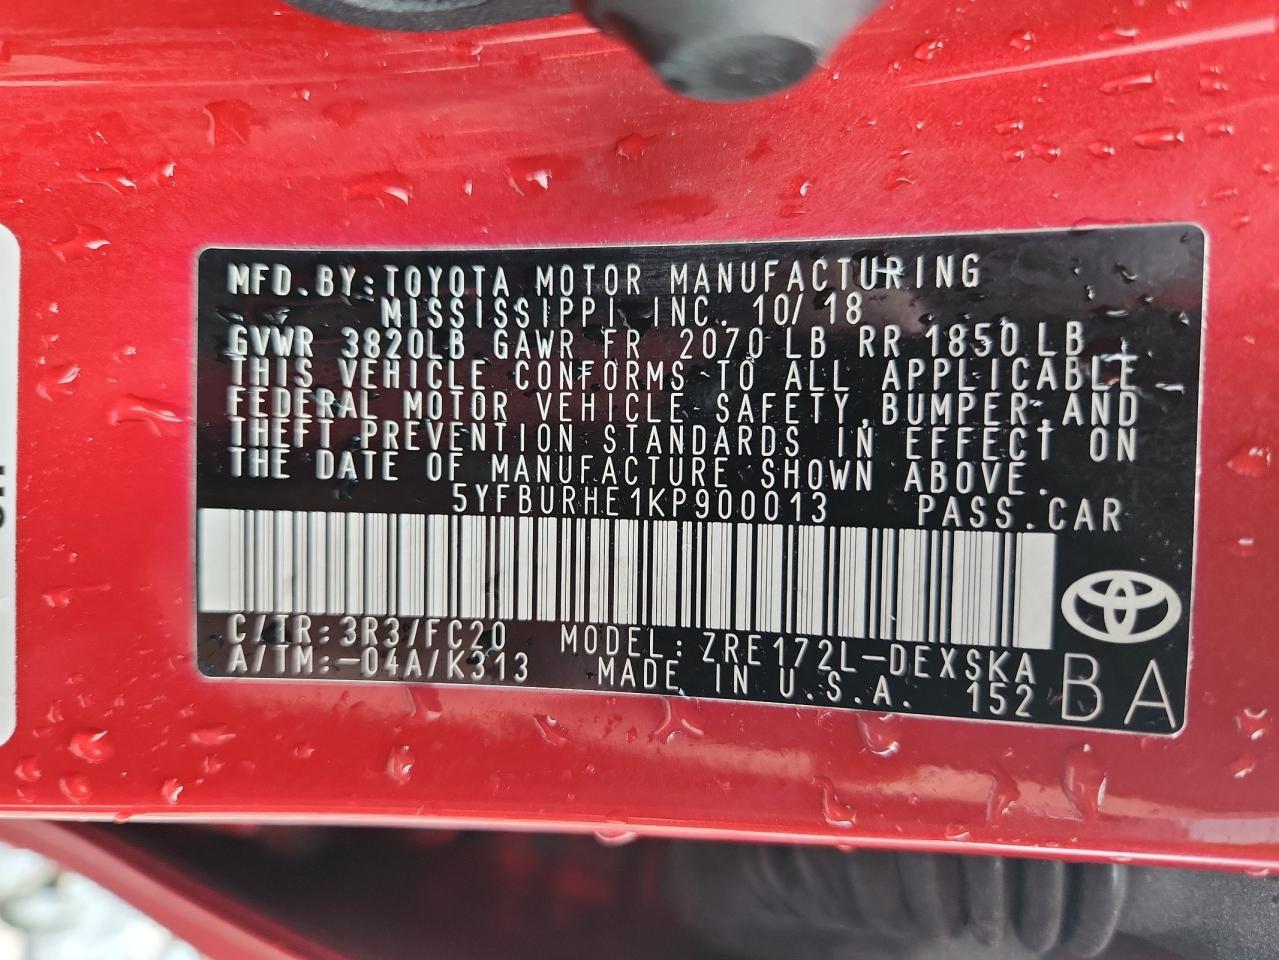 MFD. BY: TOYOTA MOTOR MANUFACTURING
MISSISSIPPI, INC. 10/18
GVWR 3820LB GAWR FR 2070 LB RR 1850 LB
THIS VEHICLE CONFORMS TO ALL APPLICABLE
FEDERAL MOTOR VEHICLE SAFETY, BUMPER, AND
THEFT PREVENTION STANDARDS IN EFFECT ON
THE DATE OF MANUFACTURE SHOWN ABOVE.
5YFBURHE1KP900013 PASS. CAR
C/TR:3R3/FC20 MODEL: ZRE172L-DEXSKA
A/TM:-04A/K313 MADE IN U.S.A. 152
BA